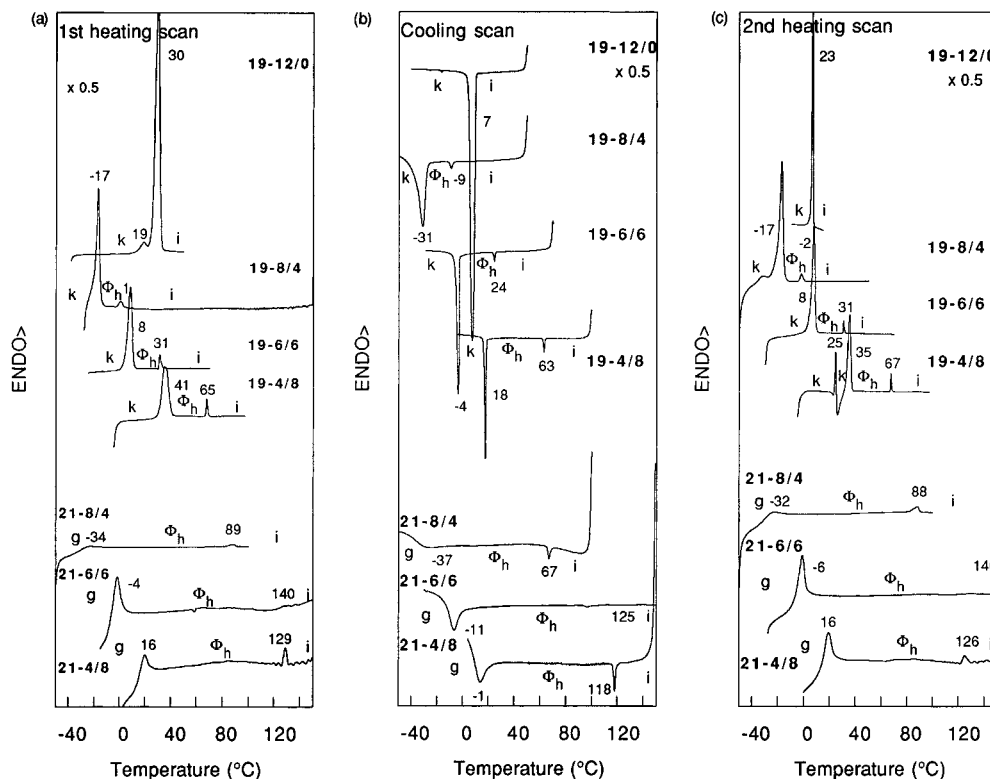 (a)
1st heating scan
30
19-12/0
x 0.5
-17
k
19
i
19-8/4
k
Φh
1
i
8
19-6/6
k
Φh
31
i
41
65
19-4/8
k
Φh
i
21-8/4
g
-34
Φh
89
i
21-6/6
-4
g
Φh
140
i
16
129
g
Φh
i
21-4/8
-40
0
40
80
120
Temperature (°C)
ENDO>
(b)
Cooling scan
19-12/0
x 0.5
k
i
7
19-8/4
k
Φh
-9
i
-31
19-6/6
k
Φh
i
24
k
Φh
i
19-4/8
63
-4
18
21-8/4
g
-37
Φh
67
i
21-6/6
g
-11
Φh
125
i
21-4/8
g
-1
Φh
118
i
-40
0
40
80
120
Temperature (°C)
ENDO>
(c)
2nd heating scan
23
19-12/0
x 0.5
k
i
-17
-2
19-8/4
k
Φh
i
8
19-6/6
k
Φh
31
i
25
35
67
19-4/8
k
k
Φh
i
21-8/4
g
-32
Φh
88
i
21-6/6
-6
g
Φh
16
126
g
Φh
i
21-4/8
-40
0
40
80
120
Temperature (°C)
ENDO>